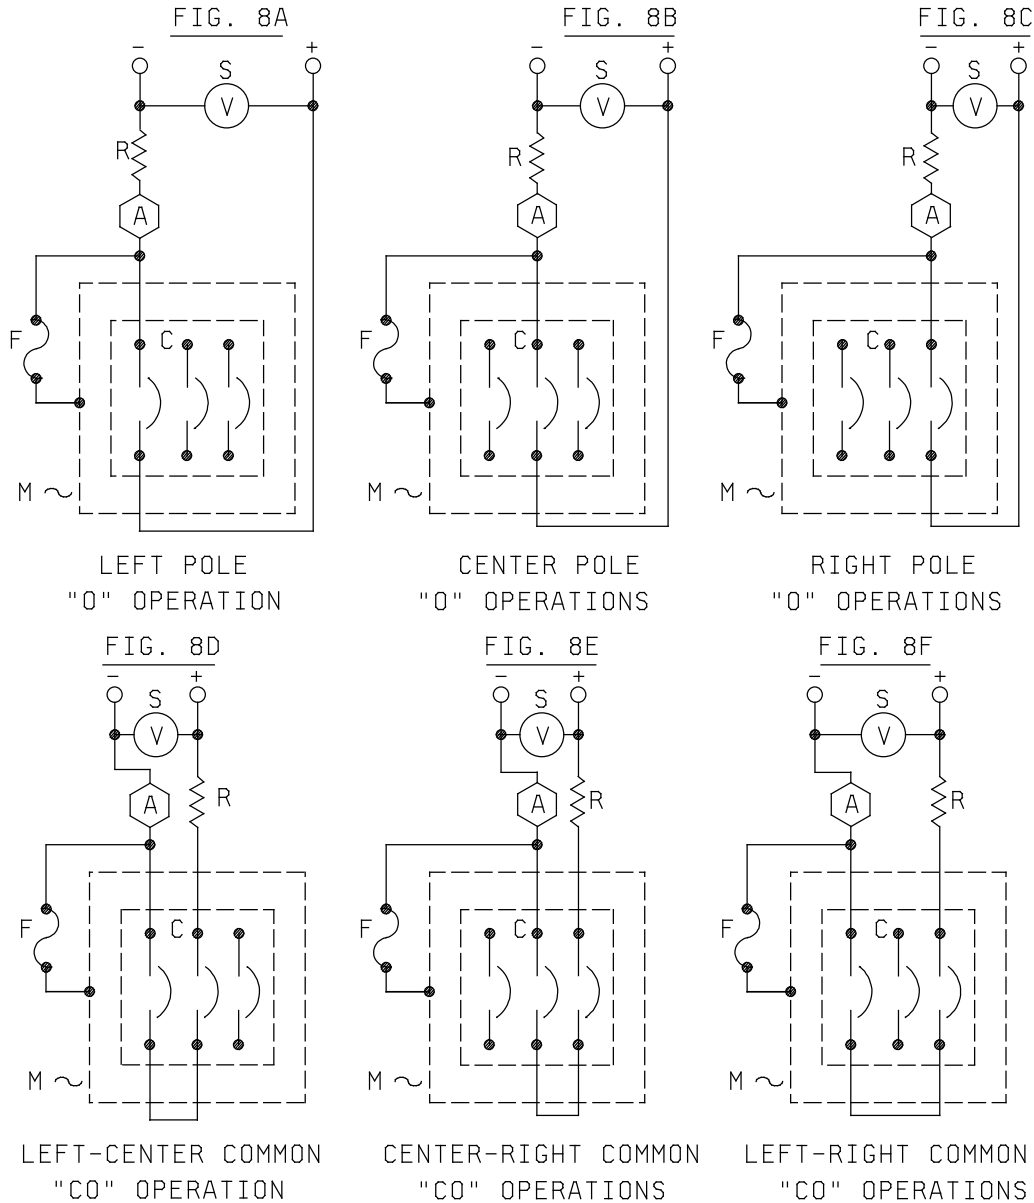 FIG. 8A
- +
S
V
R
A
F
C
M
LEFT POLE
"O" OPERATION
FIG. 8B
- +
S
V
R
A
F
C
M
CENTER POLE
"O" OPERATIONS
FIG. 8C
- +
S
V
R
A
F
C
M
RIGHT POLE
"O" OPERATIONS
FIG. 8D
- +
S
V
A
R
F
C
M
LEFT-CENTER COMMON
"CO" OPERATION
FIG. 8E
- +
S
V
A
R
F
C
M
CENTER-RIGHT COMMON
"CO" OPERATIONS
FIG. 8F
- +
S
V
A
R
F
C
M
LEFT-RIGHT COMMON
"CO" OPERATIONS